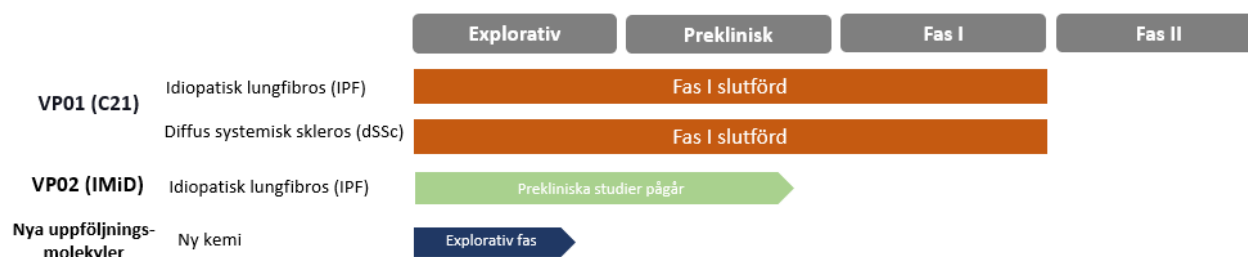 Explorativ Preklinisk Fas I Fas II
VP01 (C21)
Idiopatisk lungfibros (IPF) Fas I slutförd
Diffus systemisk skleros (dSSc) Fas I slutförd
VP02 (IMiD) Idiopatisk lungfibros (IPF) Prekliniska studier pågår
Nya uppföljnings-
molekyler
Ny kemi Explorativ fas